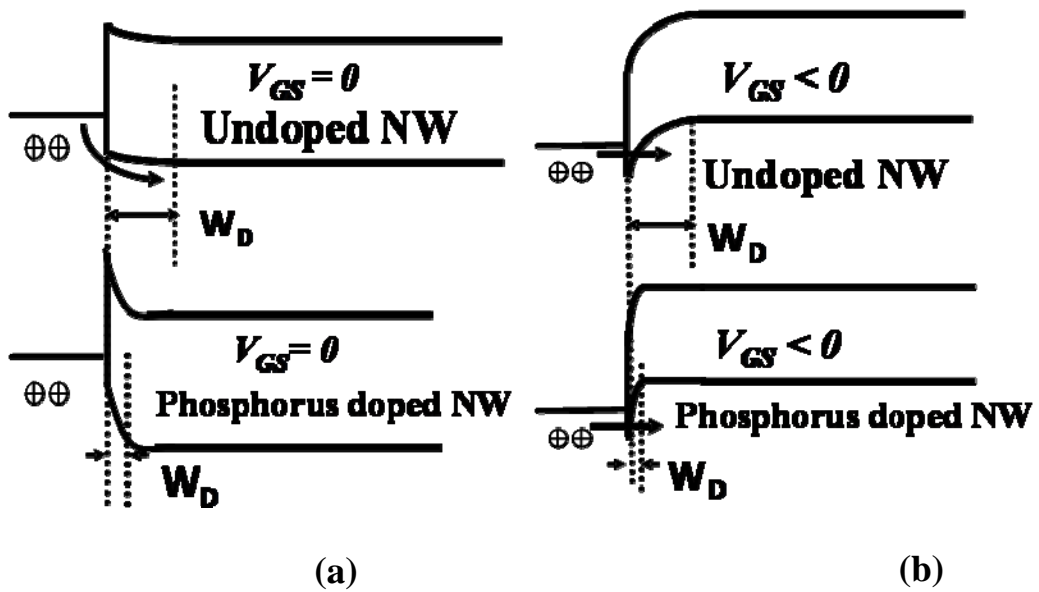 V_GS = 0
Undoped NW
⊕⊕
W_D
V_GS = 0
⊕⊕
Phosphorus doped NW
W_D
(a)
V_GS < 0
⊕⊕
Undoped NW
W_D
V_GS < 0
Phosphorus doped NW
⊕⊕
W_D
(b)